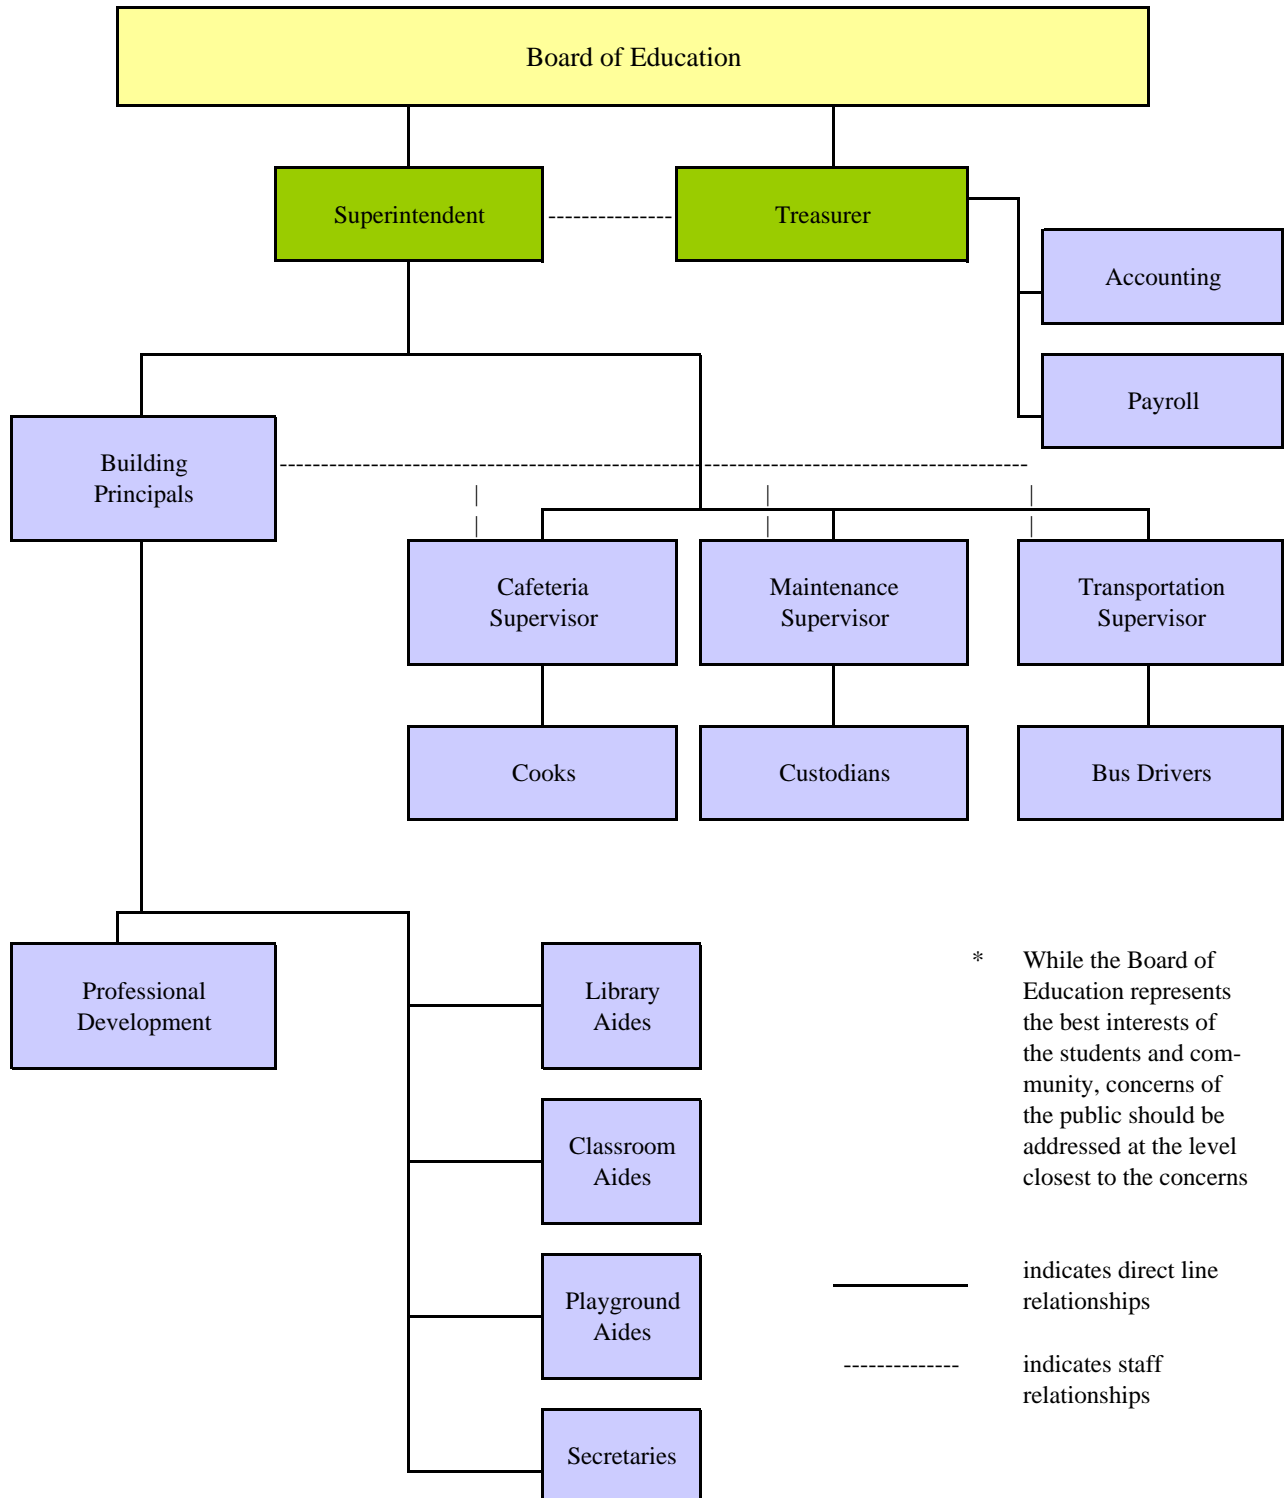 Board of Education
Superintendent
Treasurer
Accounting
Payroll
Building
Principals
Cafeteria
Supervisor
Maintenance
Supervisor
Transportation
Supervisor
Cooks
Custodians
Bus Drivers
Professional
Development
Library
Aides
Classroom
Aides
Playground
Aides
Secretaries
* While the Board of
Education represents
the best interests of
the students and com-
munity, concerns of
the public should be
addressed at the level
closest to the concerns
indicates direct line
relationships
indicates staff
relationships